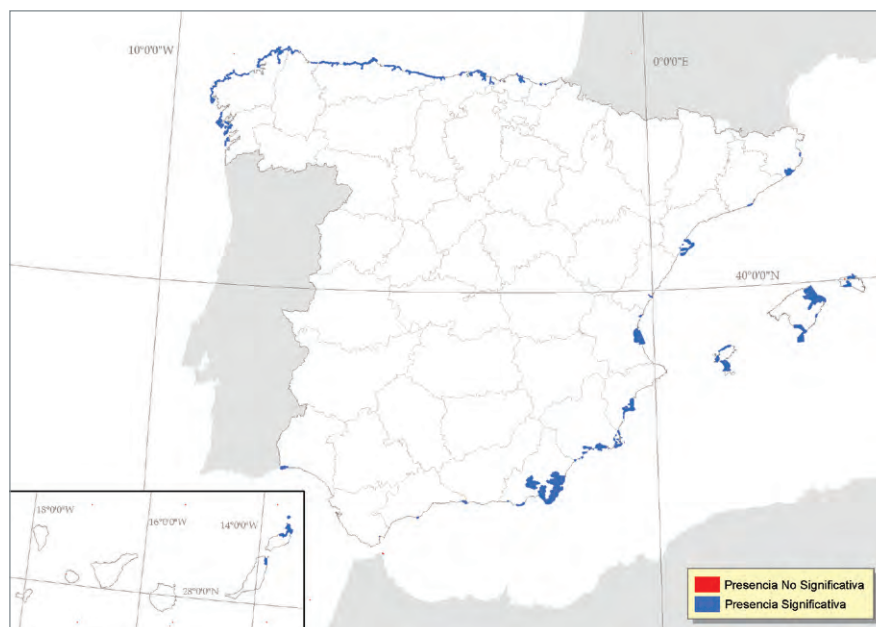 10°0'0"W
0°0'0"E
40°0'0"N
18°0'0"W
16°0'0"W
14°0'0"W
28°0'0"N
Presencia No Significativa
Presencia Significativa